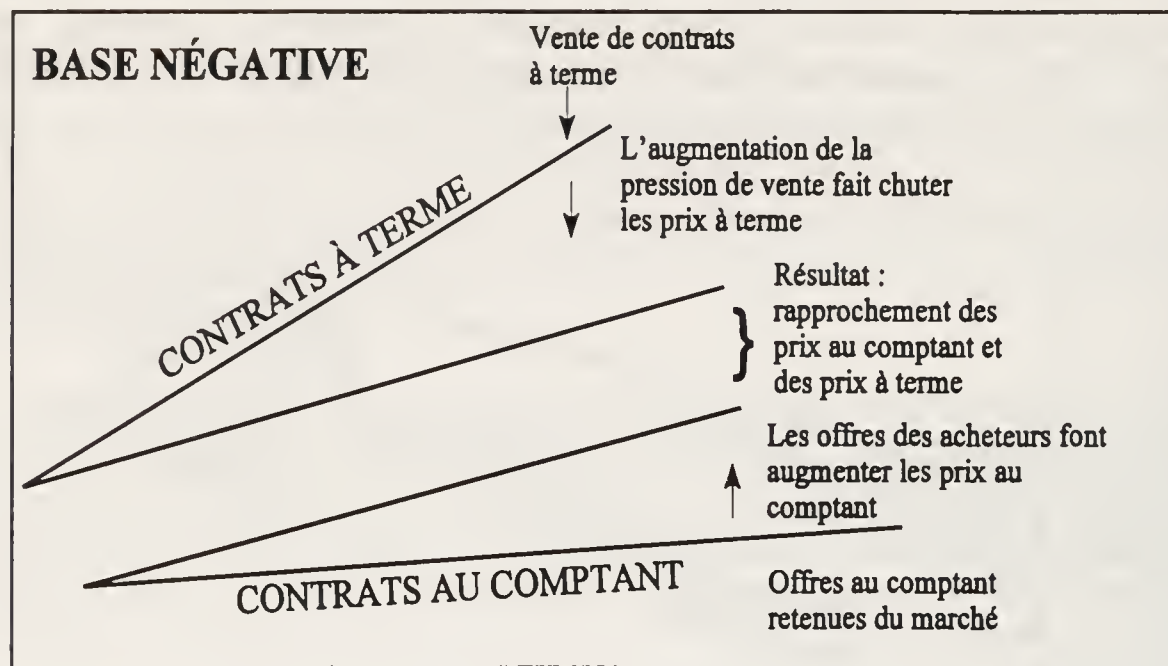 BASE NÉGATIVE
Vente de contrats
à terme
L'augmentation de la
pression de vente fait chuter
les prix à terme
CONTRATS À TERME
Résultat :
rapprochement des
prix au comptant et
des prix à terme
Les offres des acheteurs font
augmenter les prix au
comptant
CONTRATS AU COMPTANT
Offres au comptant
retenues du marché